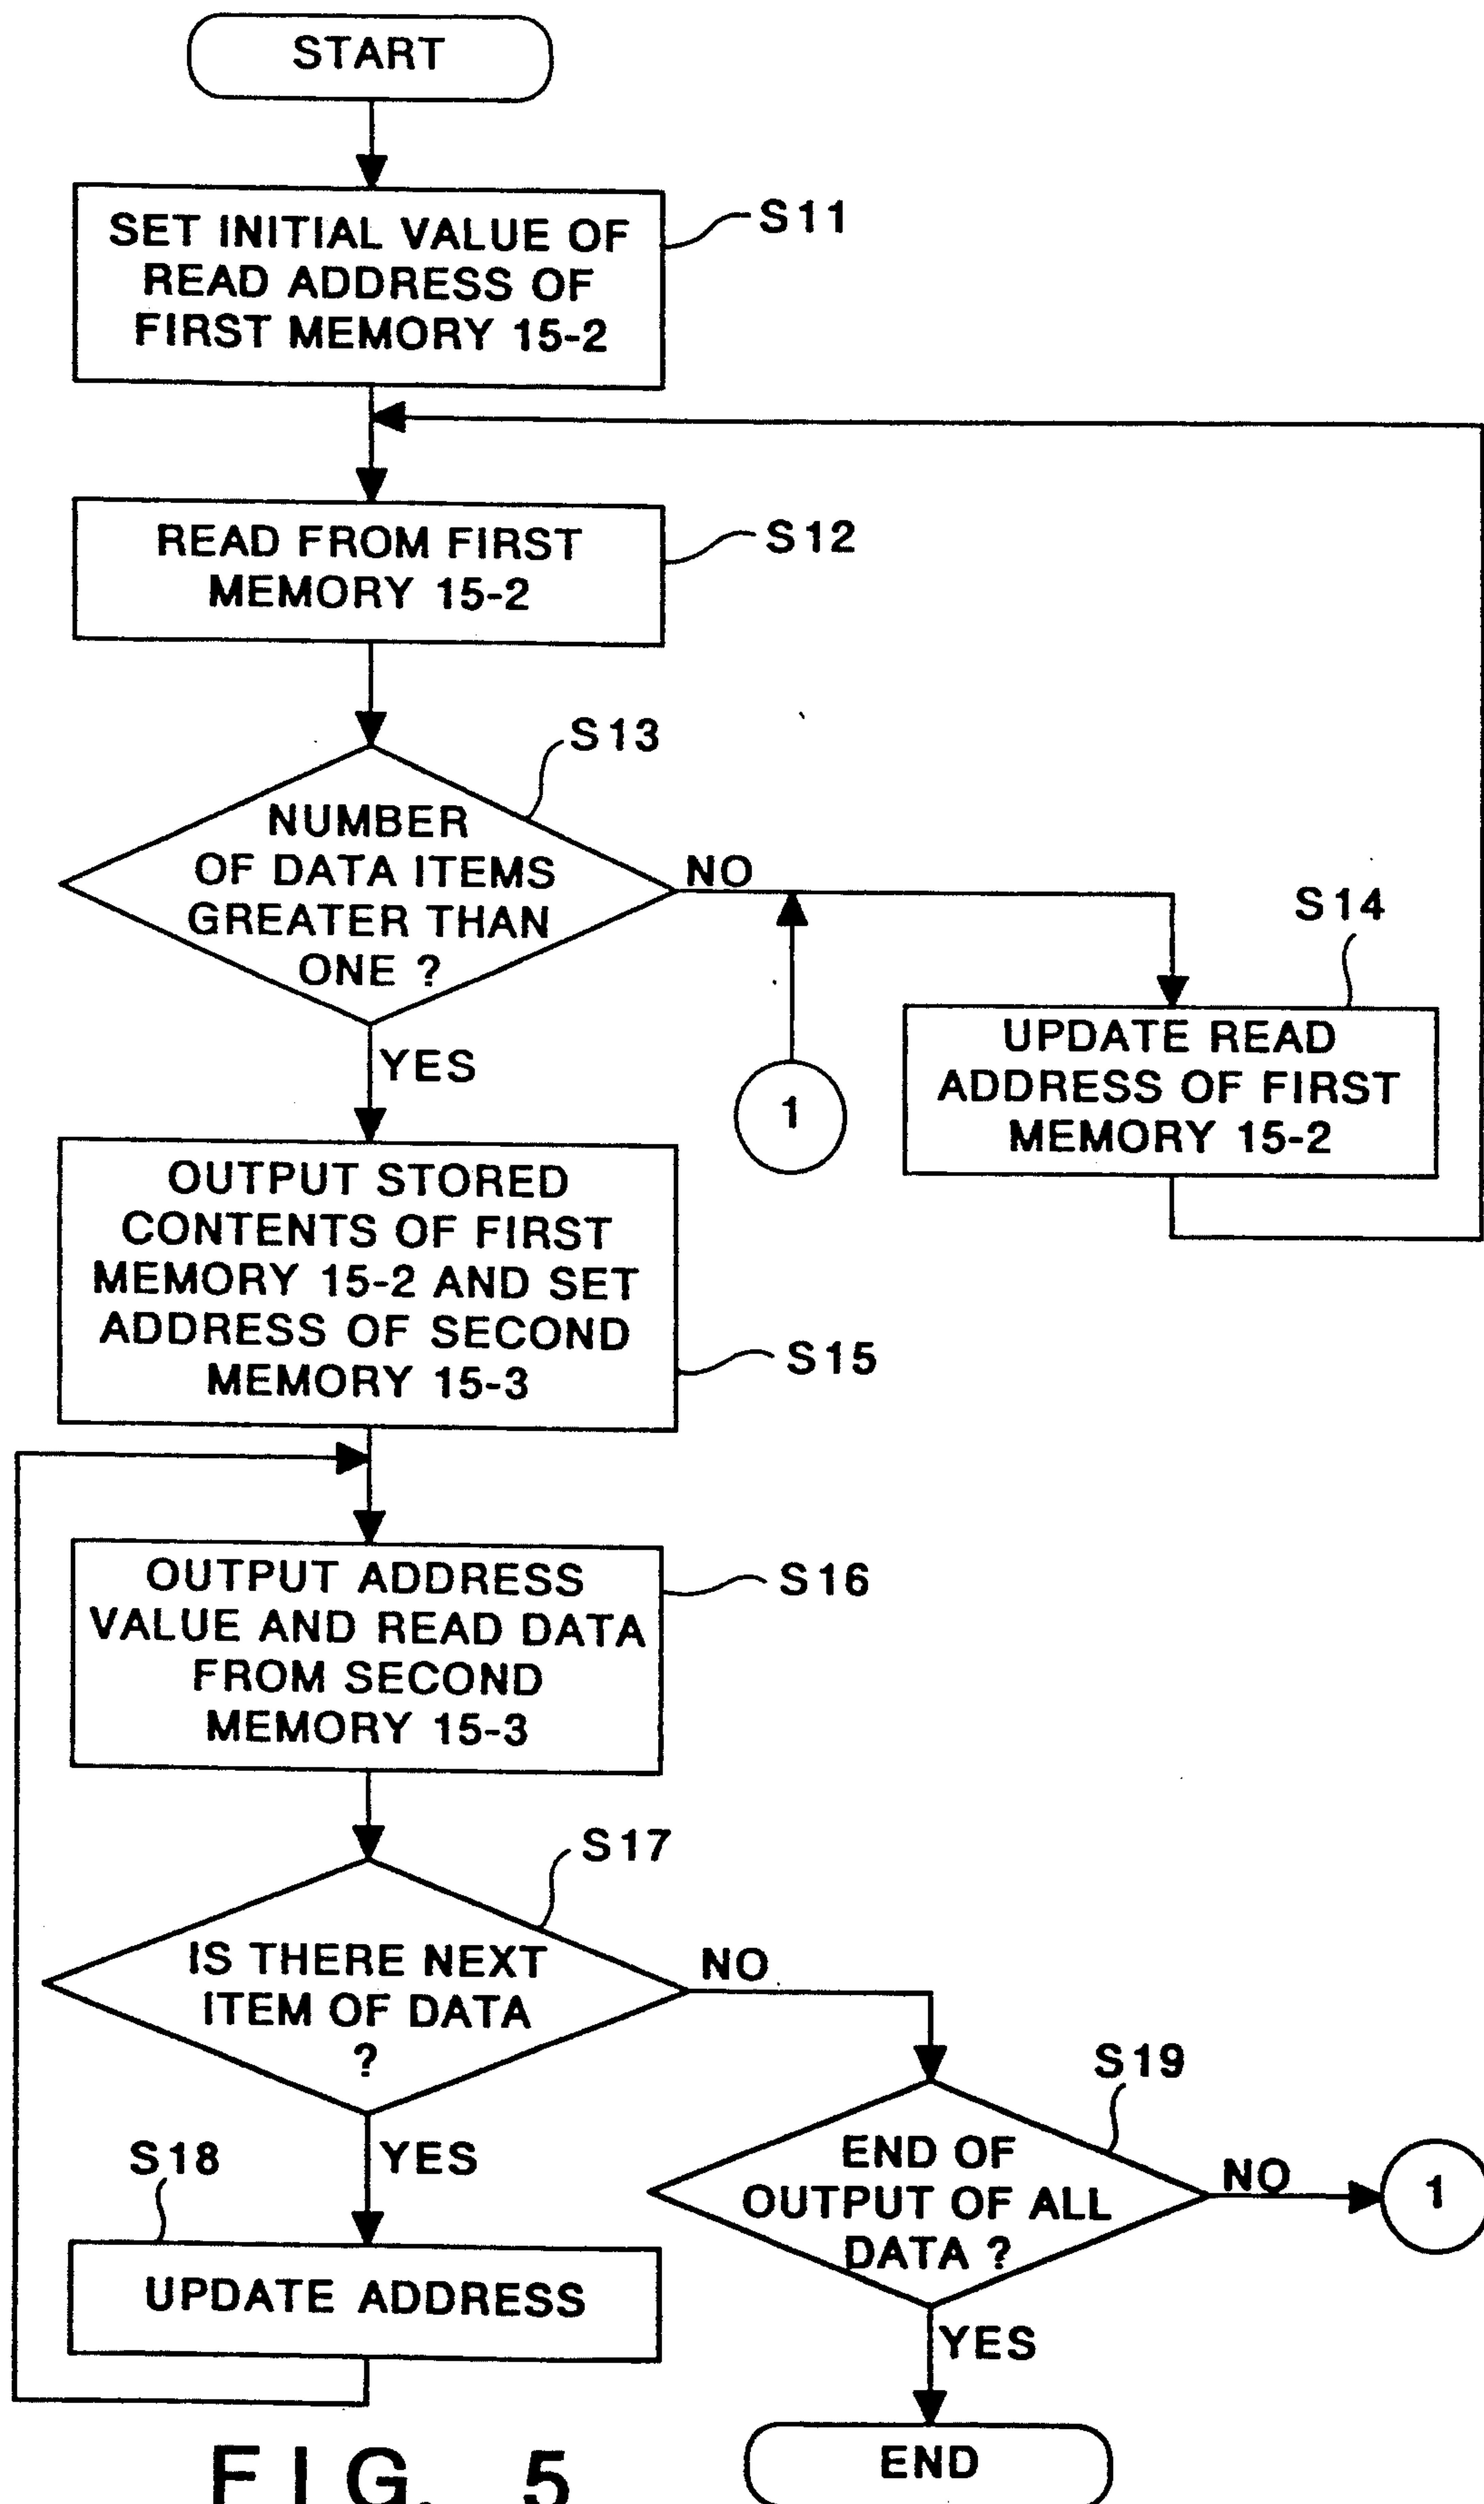 START
SET INITIAL VALUE OF
READ ADDRESS OF
FIRST MEMORY 15-2
S11
READ FROM FIRST
MEMORY 15-2
S12
S13
NUMBER
OF DATA ITEMS
GREATER THAN
ONE ?
NO
YES
1
S14
UPDATE READ
ADDRESS OF FIRST
MEMORY 15-2
OUTPUT STORED
CONTENTS OF FIRST
MEMORY 15-2 AND SET
ADDRESS OF SECOND
MEMORY 15-3
S15
OUTPUT ADDRESS
VALUE AND READ DATA
FROM SECOND
MEMORY 15-3
S16
S17
IS THERE NEXT
ITEM OF DATA
?
NO
YES
S18
UPDATE ADDRESS
S19
END OF
OUTPUT OF ALL
DATA ?
NO
1
YES
END
FIG. 5